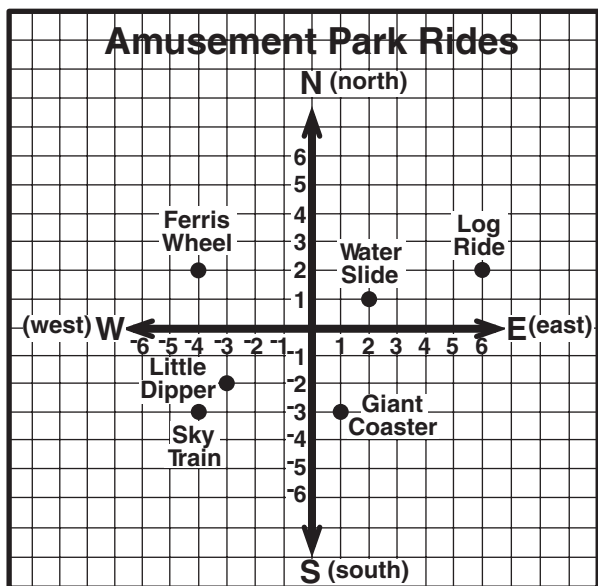 Amusement Park Rides
N (north)
6
5
4
3
2
1
Ferris
Wheel
Water
Slide
Log
Ride
(west) W
E (east)
-6 -5 -4 -3 -2 -1
1 2 3 4 5 6
-1
-2
-3
-4
-5
-6
Little
Dipper
Sky
Train
Giant
Coaster
S (south)